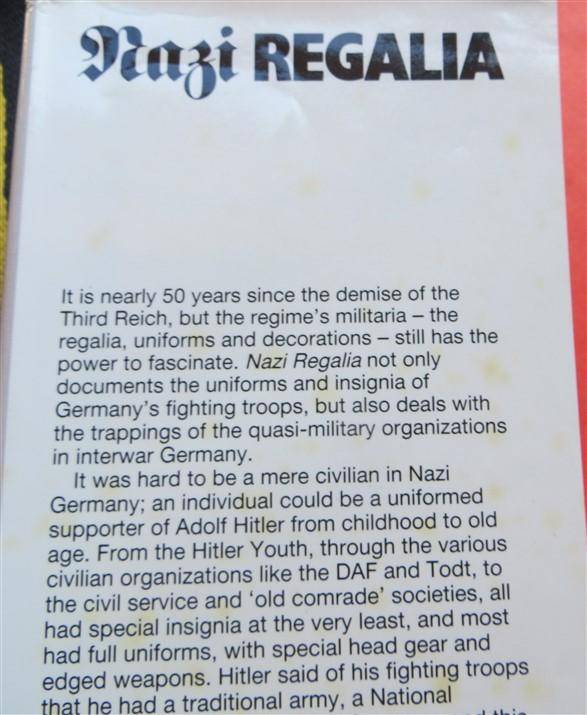 Nazi REGALIA
It is nearly 50 years since the demise of the
Third Reich, but the regime's militaria – the
regalia, uniforms and decorations – still has the
power to fascinate. Nazi Regalia not only
documents the uniforms and insignia of
Germany's fighting troops, but also deals with
the trappings of the quasi-military organizations
in interwar Germany.
It was hard to be a mere civilian in Nazi
Germany; an individual could be a uniformed
supporter of Adolf Hitler from childhood to old
age. From the Hitler Youth, through the various
civilian organizations like the DAF and Todt, to
the civil service and 'old comrade' societies, all
had special insignia at the very least, and most
had full uniforms, with special head gear and
edged weapons. Hitler said of his fighting troops
that he had a traditional army, a National